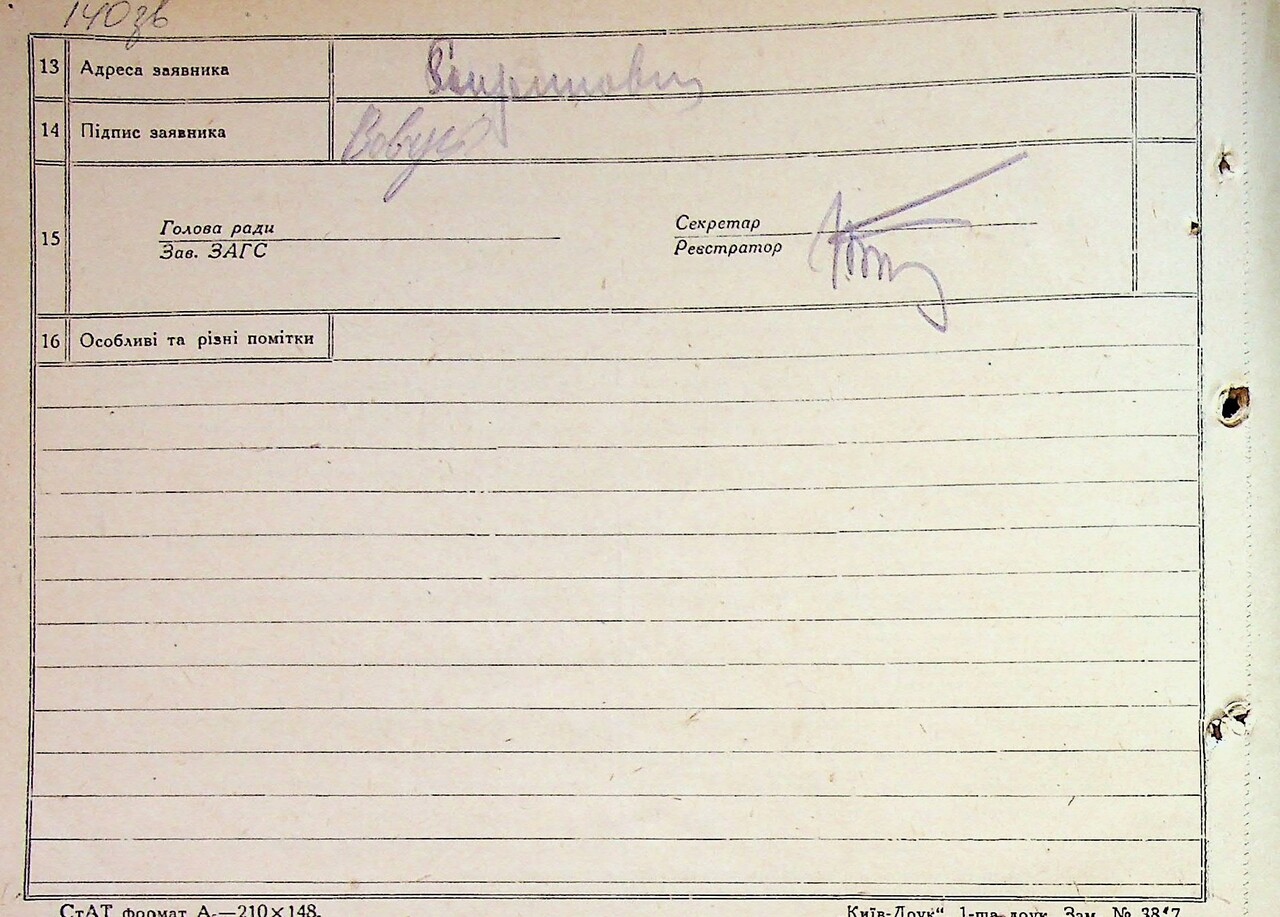 140зв
13 Адреса заявника
14 Підпис заявника
15 Голова ради Секретар
Зав. ЗАГС Реєстратор
16 Особливі та різні помітки
СтАТ формат А₅—210×148. Київ-Друк“ 1-ша друк. Зам. №